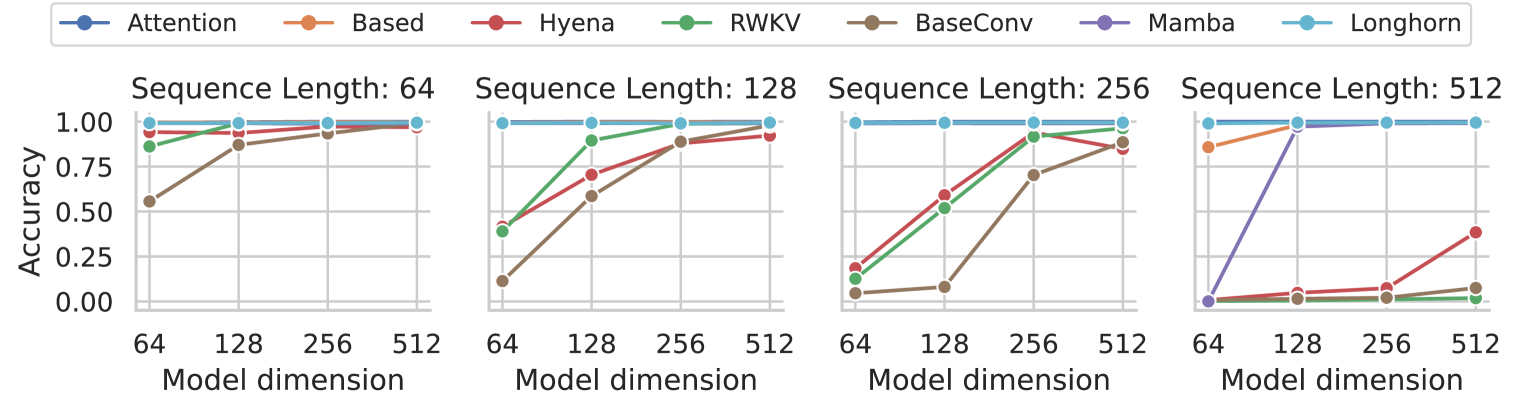 Attention Based Hyena RWKV BaseConv Mamba Longhorn
Sequence Length: 64 Sequence Length: 128 Sequence Length: 256 Sequence Length: 512
Accuracy
1.00
0.75
0.50
0.25
0.00
64 128 256 512 64 128 256 512 64 128 256 512 64 128 256 512
Model dimension Model dimension Model dimension Model dimension